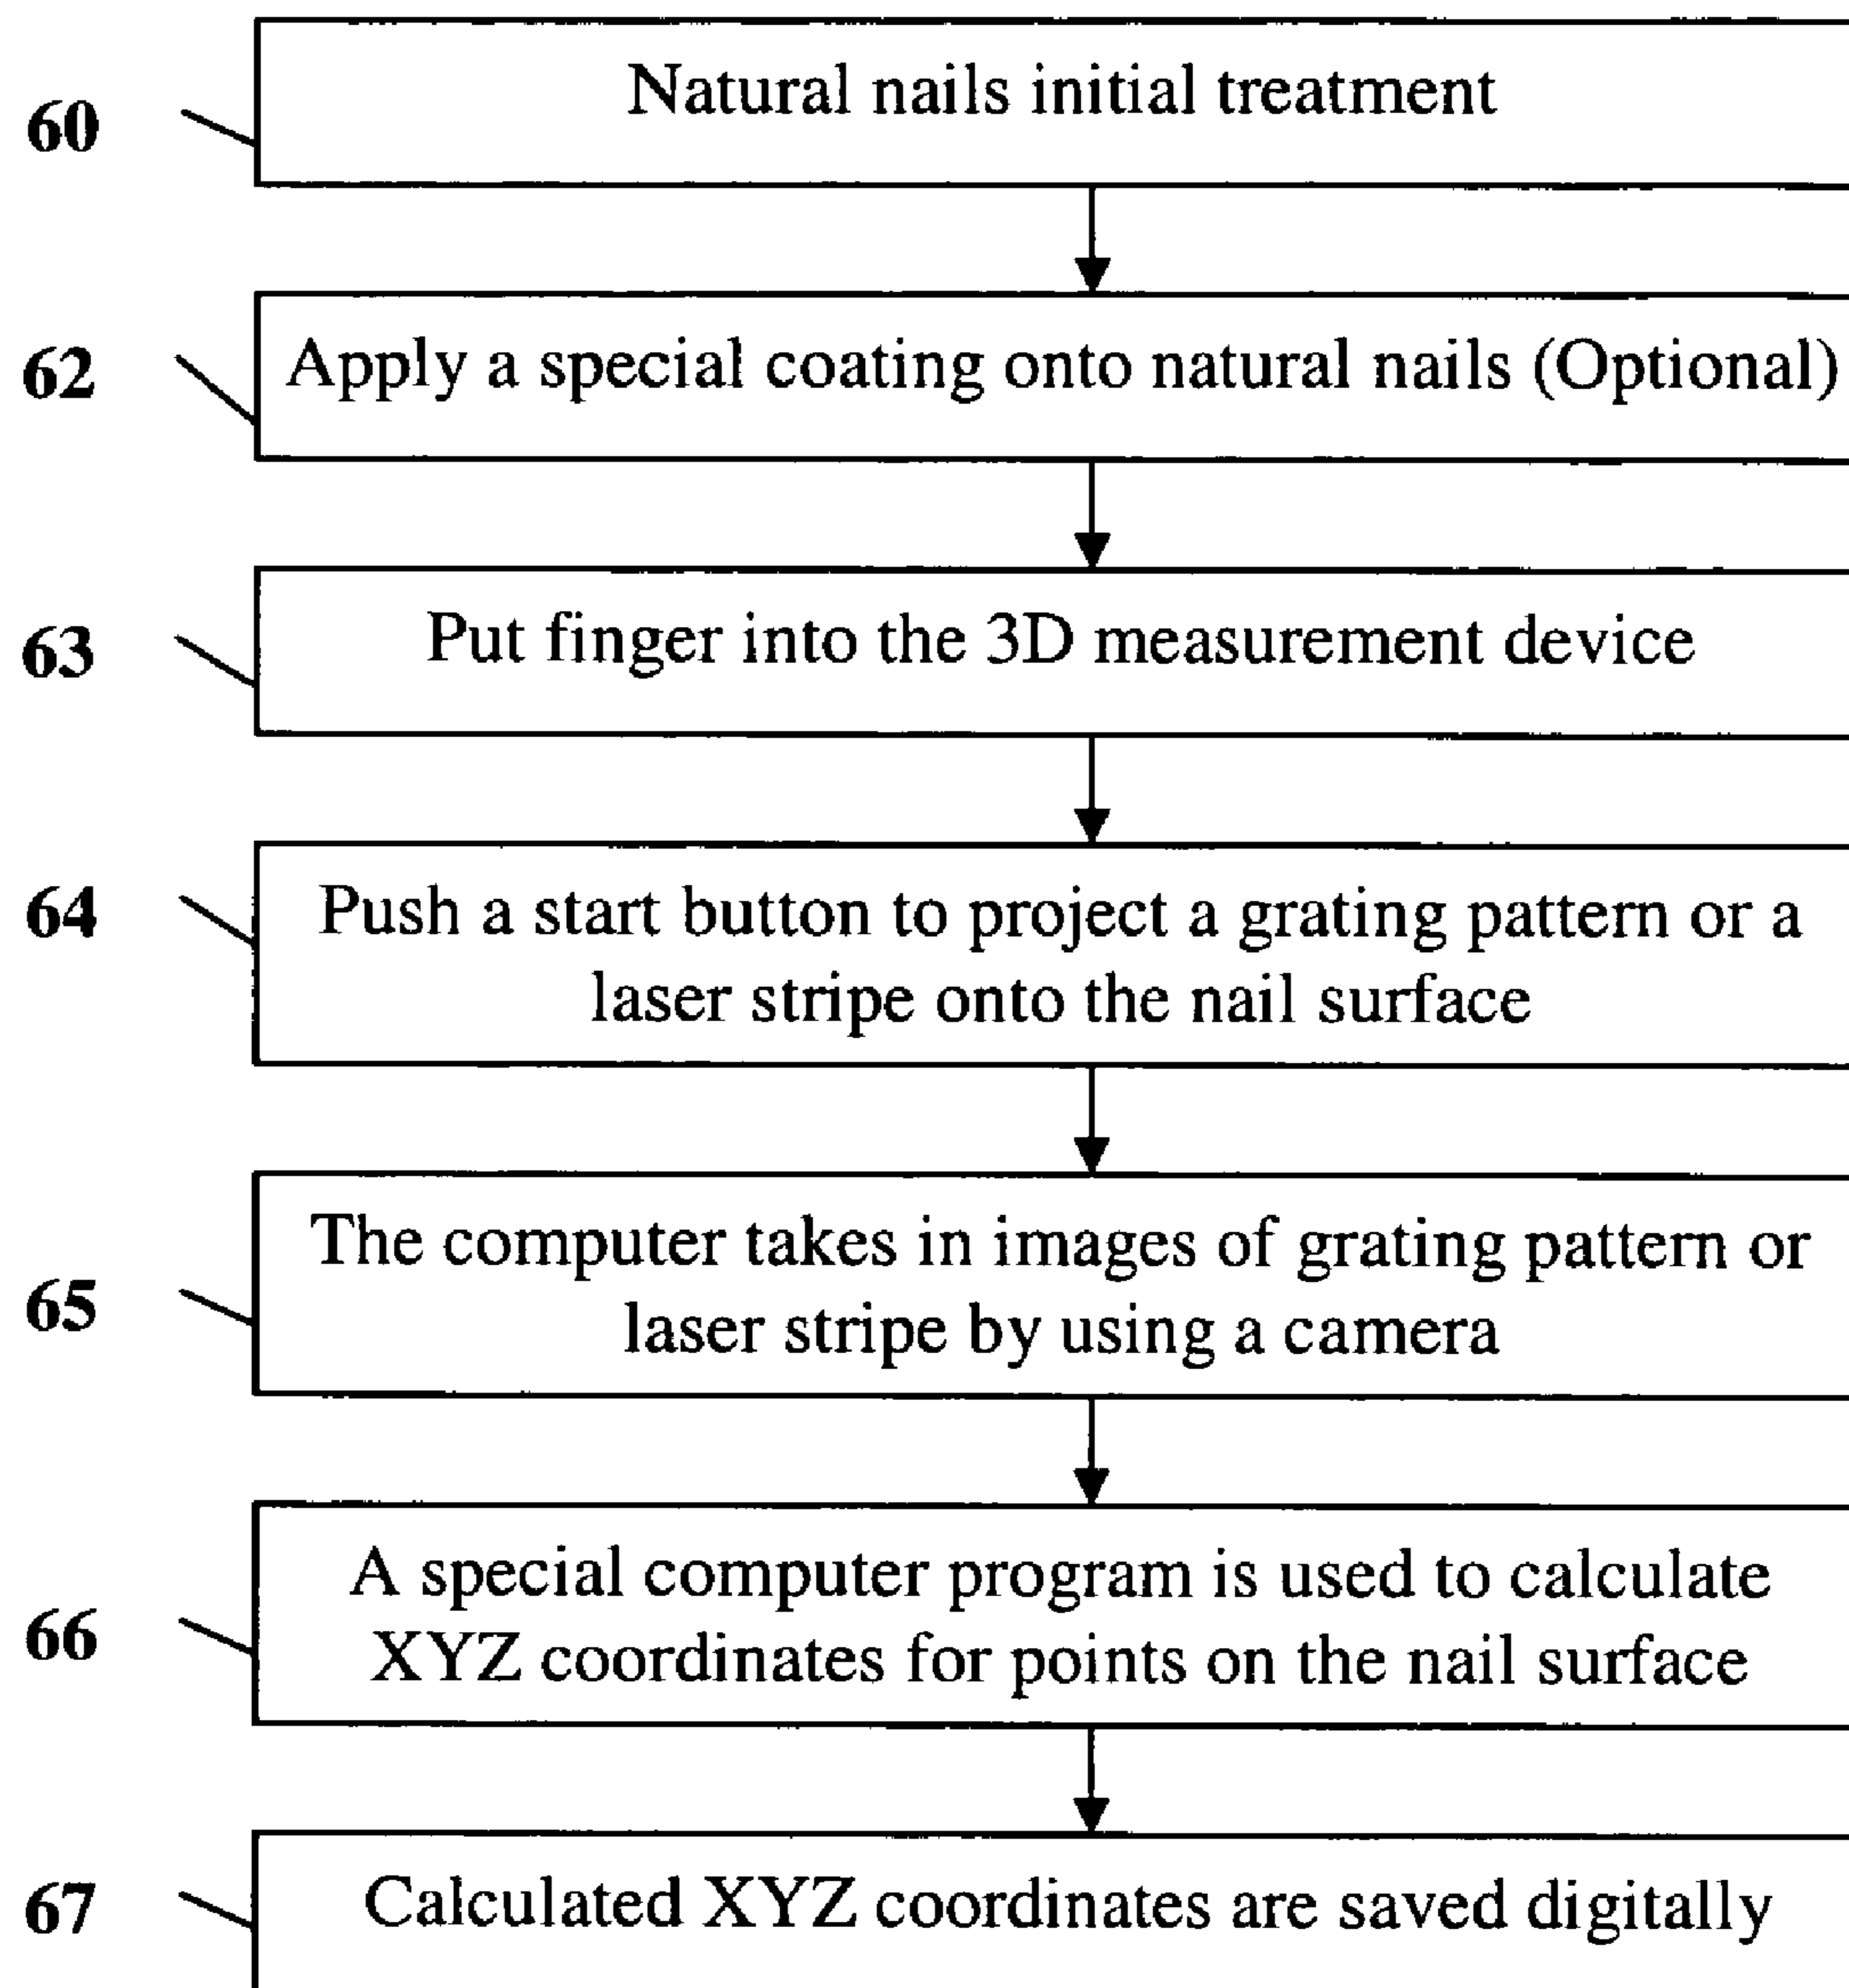 60 Natural nails initial treatment
62 Apply a special coating onto natural nails (Optional)
63 Put finger into the 3D measurement device
64 Push a start button to project a grating pattern or a
laser stripe onto the nail surface
The computer takes in images of grating pattern or
65 laser stripe by using a camera
A special computer program is used to calculate
66 XYZ coordinates for points on the nail surface
67 Calculated XYZ coordinates are saved digitally